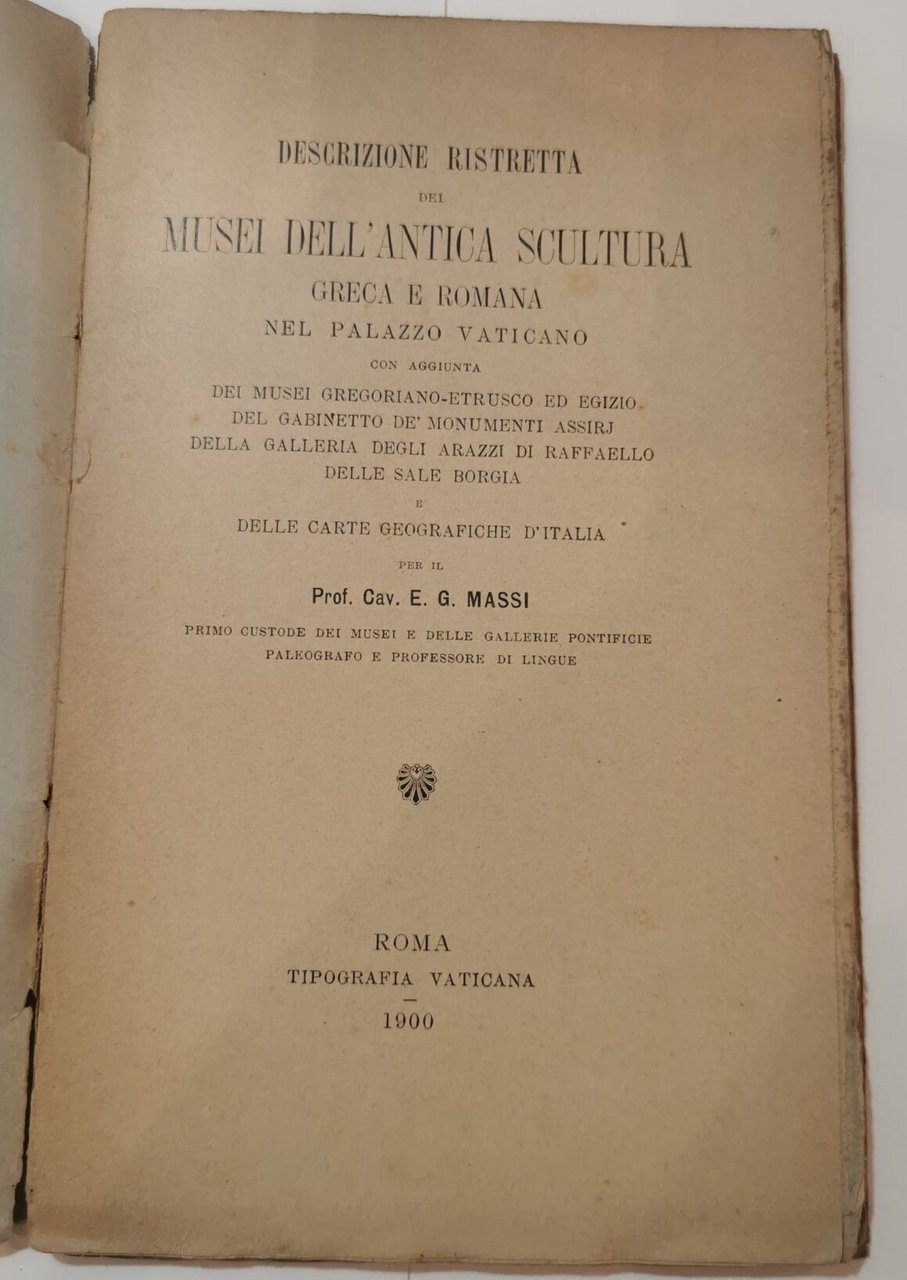 DESCRIZIONE RISTRETTA
DEI
MUSEI DELL'ANTICA SCULTURA
GRECA E ROMANA
NEL PALAZZO VATICANO
CON AGGIUNTA
DEI MUSEI GREGORIANO-ETRUSCO ED EGIZIO
DEL GABINETTO DE' MONUMENTI ASSIRJ
DELLA GALLERIA DEGLI ARAZZI DI RAFFAELLO
DELLE SALE BORGIA
E
DELLE CARTE GEOGRAFICHE D'ITALIA
PER IL
Prof. Cav. E. G. MASSI
PRIMO CUSTODE DEI MUSEI E DELLE GALLERIE PONTIFICIE
PALEOGRAFO E PROFESSORE DI LINGUE
ROMA
TIPOGRAFIA VATICANA
1900